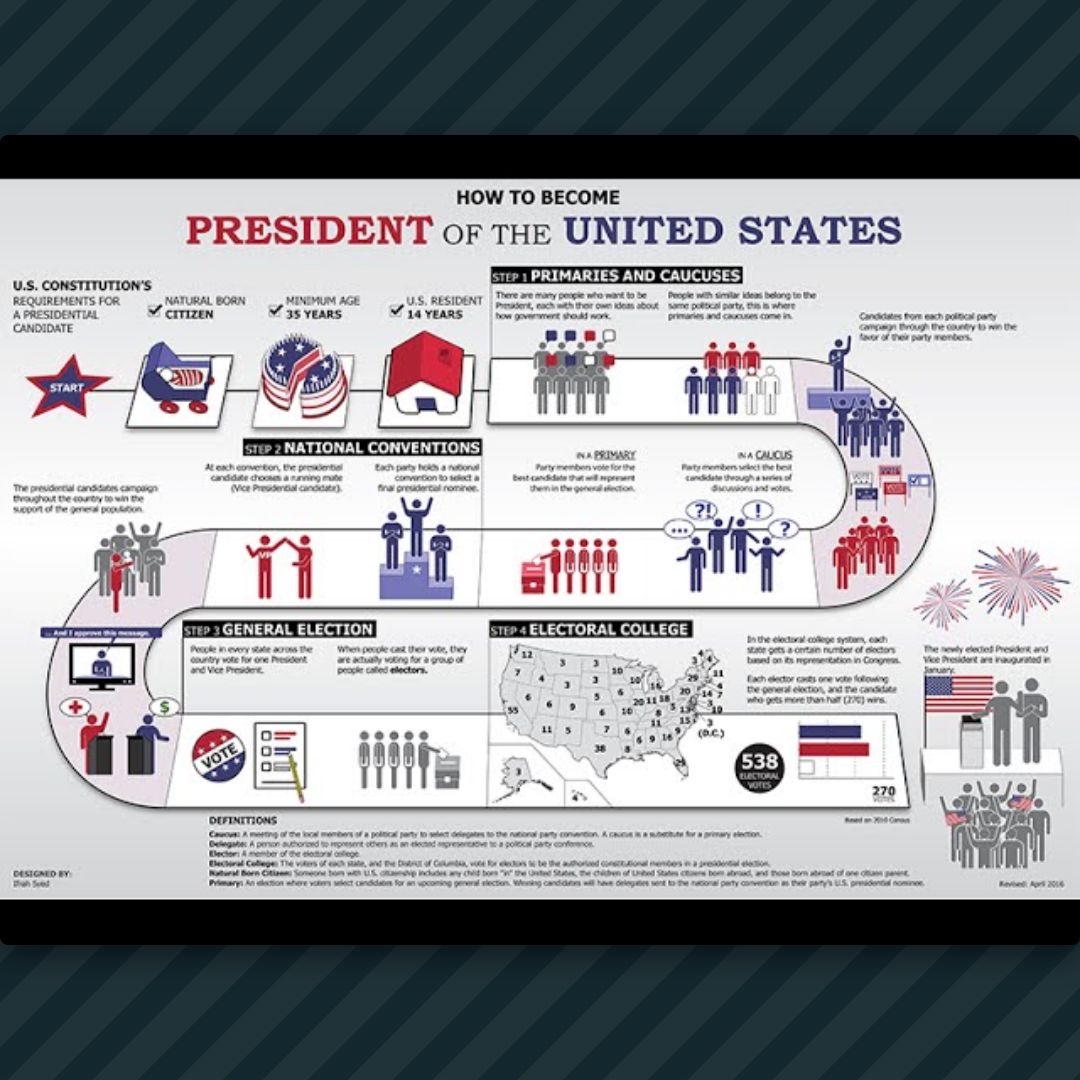 HOW TO BECOME
PRESIDENT OF THE UNITED STATES
U.S. CONSTITUTION'S
REQUIREMENTS FOR
A PRESIDENTIAL
CANDIDATE
NATURAL BORN
CITIZEN
MINIMUM AGE
35 YEARS
U.S. RESIDENT
14 YEARS
START
STEP 1 PRIMARIES AND CAUCUSES
There are many people who want to be
President, each with their own ideas about
how government should work.
People with similar ideas belong to the
same political party, this is where
primaries and caucuses come in.
Candidates from each political party
campaign through the country to win the
favor of their party members.
VOTE
VOTE
IN A PRIMARY
Party members vote for the
best candidate that will represent
them in the general election.
IN A CAUCUS
Party members select the best
candidate through a series of
discussions and votes.
...
?!
!
?
STEP 2 NATIONAL CONVENTIONS
At each convention, the presidential
candidate chooses a running mate
(Vice Presidential candidate).
Each party holds a national
convention to select a
final presidential nominee.
VP
The presidential candidates campaign
throughout the country to win the
support of the general population.
... And I approve this message.
$
STEP 3 GENERAL ELECTION
People in every state across the
country vote for one President
and Vice President.
When people cast their vote, they
are actually voting for a group of
people called electors.
VOTE
STEP 4 ELECTORAL COLLEGE
12
3
3
10
4
4
7
4
3
10
16
29
11
6
5
20
11
18
20
14
7
55
6
9
6
10
8
5
13
3
10
11
5
7
11
15
3
(D.C.)
38
8
6
9
16
9
3
4
In the electoral college system, each
state gets a certain number of electors
based on its representation in Congress.
Each elector casts one vote following
the general election, and the candidate
who gets more than half (270) wins.
538
ELECTORAL
VOTES
270
VOTES
Based on 2010 Census
The newly elected President and
Vice President are inaugurated in
January.
DEFINITIONS
Caucus: A meeting of the local members of a political party to select delegates to the national party convention. A caucus is a substitute for a primary election.
Delegate: A person authorized to represent others as an elected representative to a political party conference.
Elector: A member of the electoral college.
Electoral College: The voters of each state, and the District of Columbia, vote for electors to be the authorized constitutional members in a presidential election.
Natural Born Citizen: Someone born with U.S. citizenship includes any child born "in" the United States, the children of United States citizens born abroad, and those born abroad of one citizen parent.
Primary: An election where voters select candidates for an upcoming general election. Winning candidates will have delegates sent to the national party convention as their party's U.S. presidential nominee.
DESIGNED BY:
Ifrah Syed
Revised: April 2016